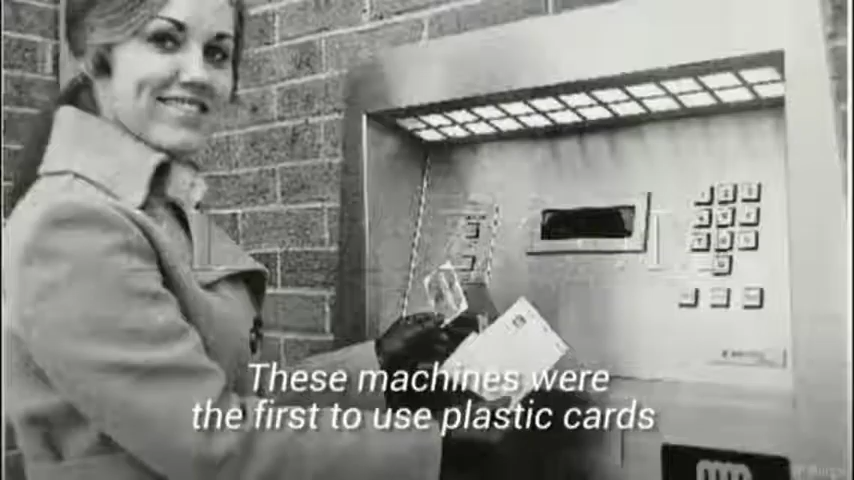 These machines were
the first to use plastic cards